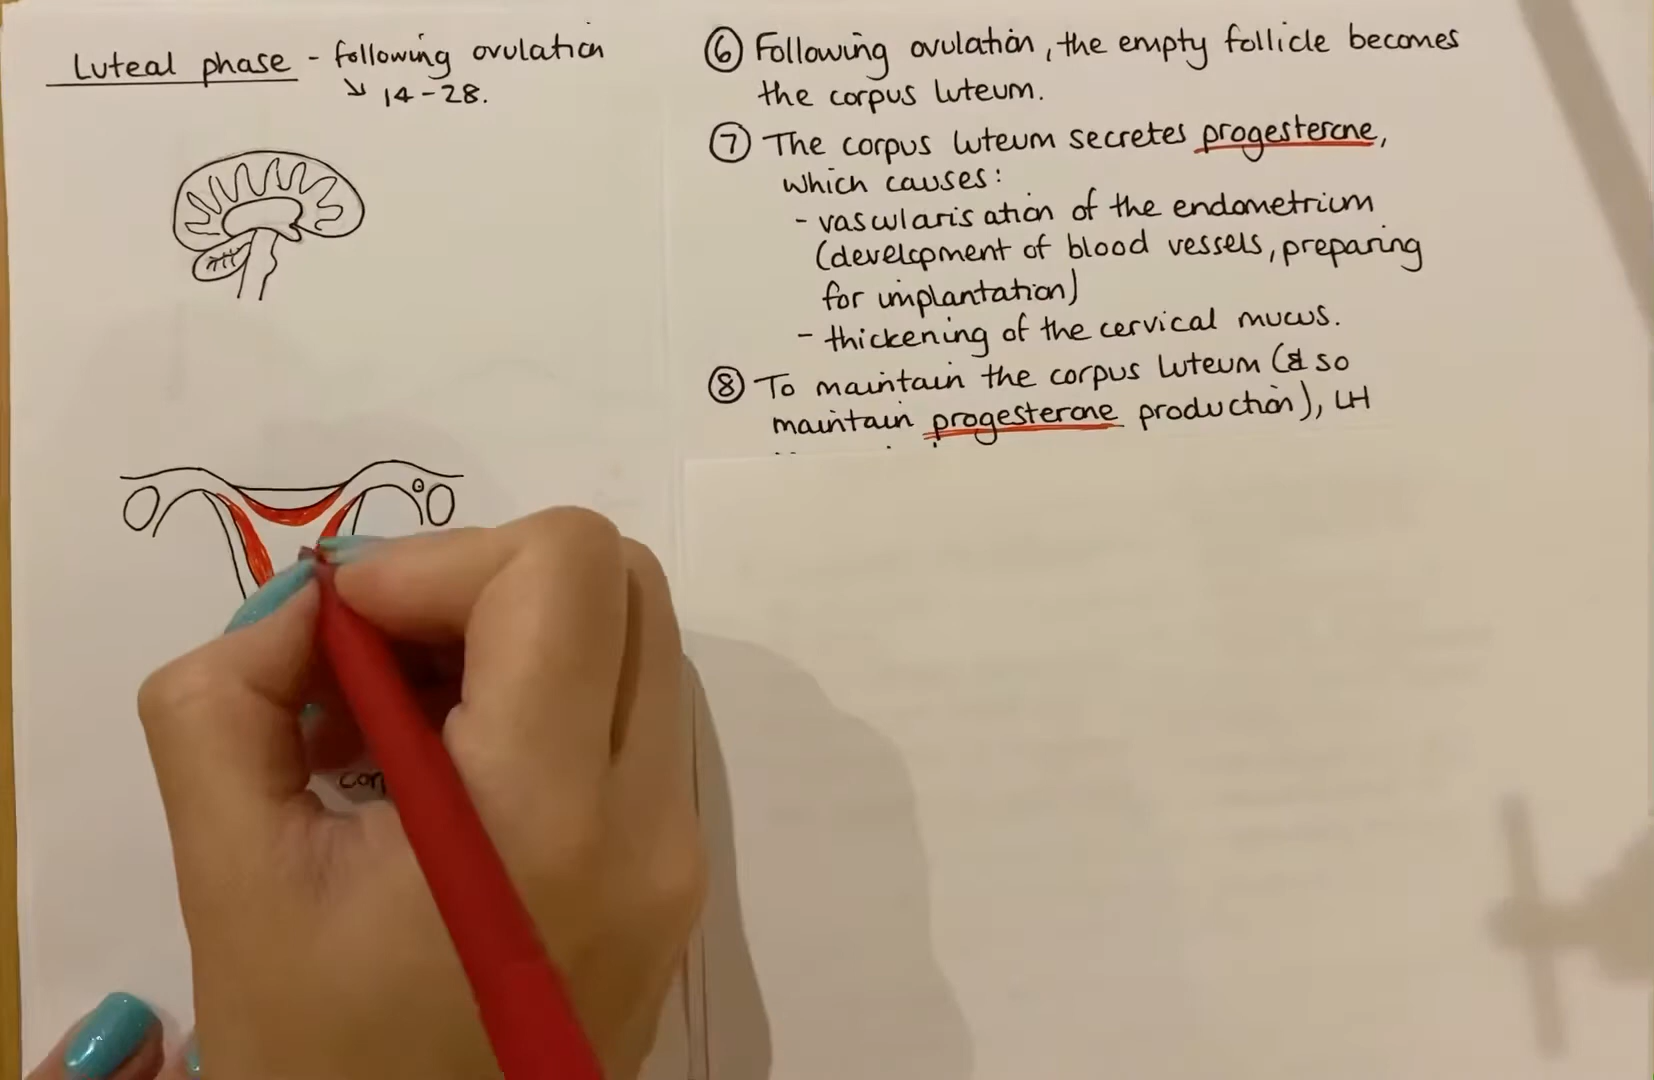 Luteal phase - following ovulation
↘ 14-28.
⑥ Following ovulation, the empty follicle becomes
the corpus luteum.
⑦ The corpus luteum secretes progesterone,
which causes:
- vascularisation of the endometrium
(development of blood vessels, preparing
for implantation)
- thickening of the cervical mucus.
⑧ To maintain the corpus luteum (& so
maintain progesterone production), LH